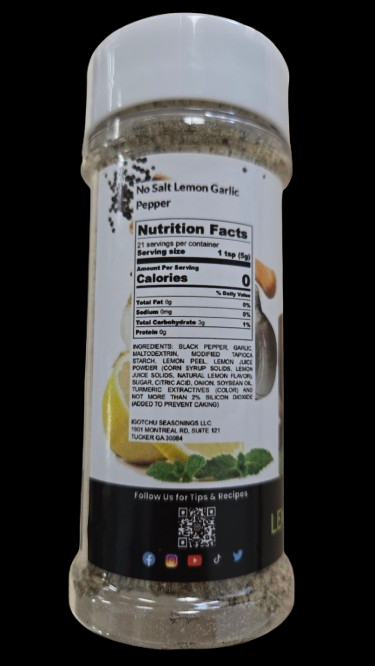 No Salt Lemon Garlic
Pepper
Nutrition Facts
21 servings per container
Serving size 1 tsp (5g)
Amount Per Serving
Calories 0
% Daily Value
Total Fat 0g 0%
Sodium 0mg 0%
Total Carbohydrate 3g 1%
Protein 0g
INGREDIENTS: BLACK PEPPER, GARLIC,
MALTODEXTRIN, MODIFIED TAPIOCA
STARCH, LEMON PEEL, LEMON JUICE
POWDER (CORN SYRUP SOLIDS, LEMON
JUICE SOLIDS, NATURAL LEMON FLAVOR),
SUGAR, CITRIC ACID, ONION, SOYBEAN OIL,
TURMERIC EXTRACTIVES (COLOR) AND
NOT MORE THAN 2% SILICON DIOXIDE
(ADDED TO PREVENT CAKING)
IGOTCHU SEASONINGS LLC
1901 MONTREAL RD, SUITE 121
TUCKER GA 30084
Follow Us for Tips & Recipes